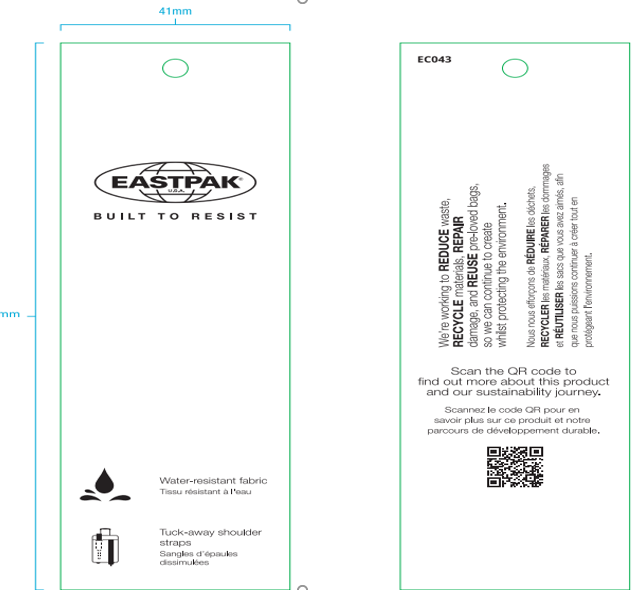 41mm
mm
EASTPAK®
U.S.A.
BUILT TO RESIST
Water-resistant fabric
Tissu résistant à l'eau
Tuck-away shoulder
straps
Sangles d'épaules
dissimulées
EC043
We're working to REDUCE waste,
RECYCLE materials, REPAIR
damage, and REUSE pre-loved bags,
so we can continue to create
whilst protecting the environment.
Nous nous efforçons de RÉDUIRE les déchets,
RECYCLER les matériaux, RÉPARER les dommages
et RÉUTILISER les sacs que vous avez aimés, afin
que nous puissions continuer à créer tout en
protégeant l'environnement.
Scan the QR code to
find out more about this product
and our sustainability journey.
Scannez le code QR pour en
savoir plus sur ce produit et notre
parcours de développement durable.